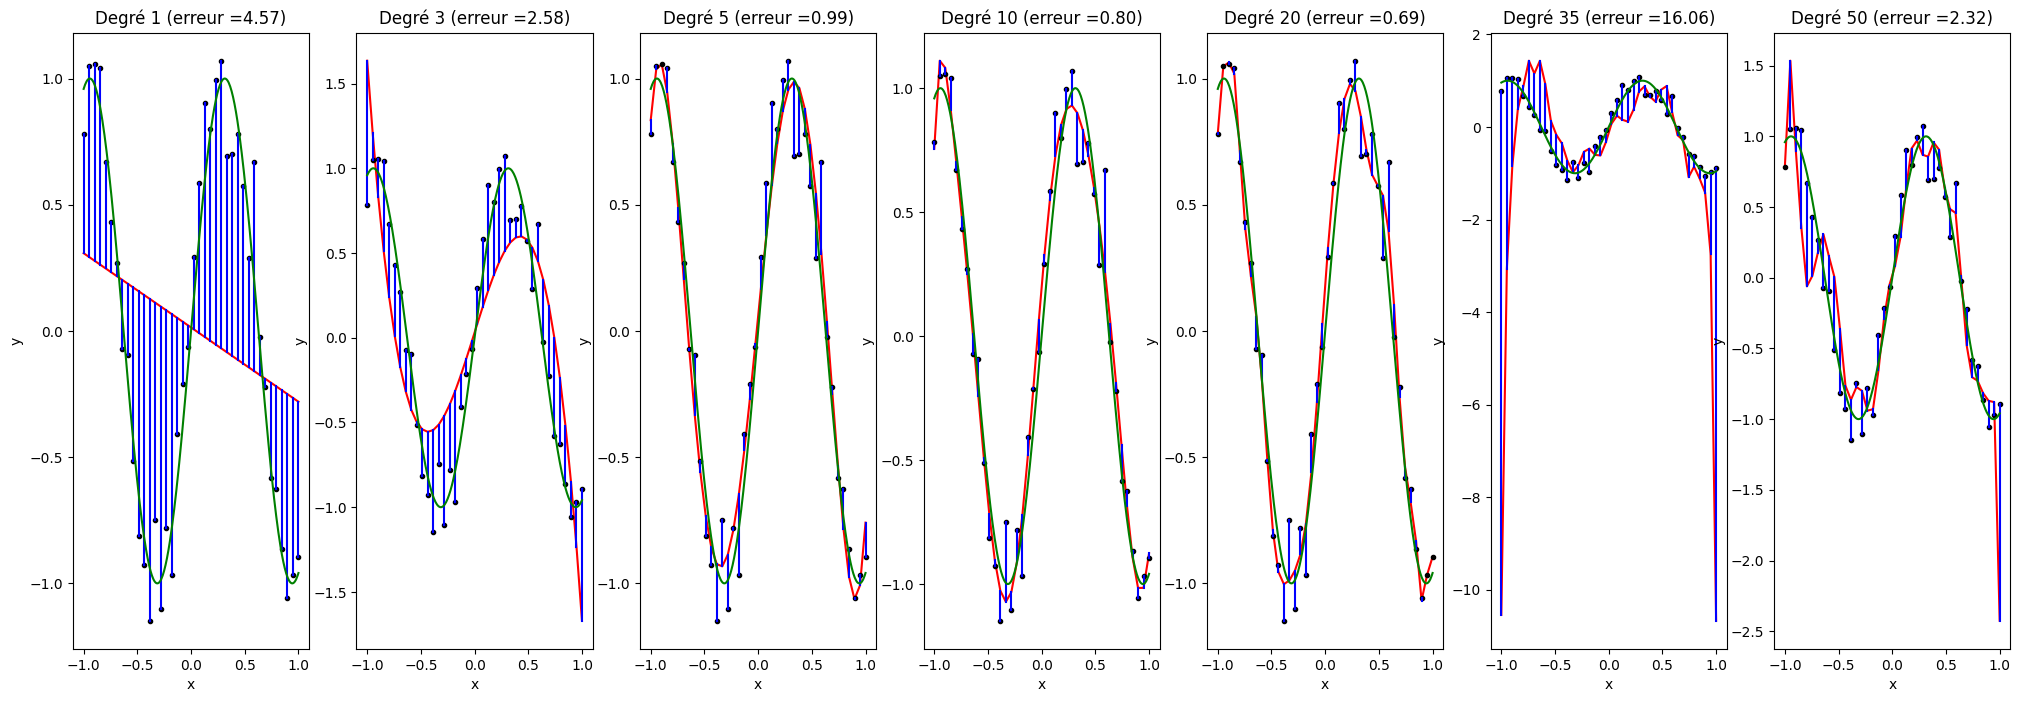 Degré 1 (erreur =4.57)
1.0
0.5
0.0
−0.5
−1.0
y
−1.0 −0.5 0.0 0.5 1.0
x
Degré 3 (erreur =2.58)
1.5
1.0
0.5
0.0
−0.5
−1.0
−1.5
y
−1.0 −0.5 0.0 0.5 1.0
x
Degré 5 (erreur =0.99)
1.0
0.5
0.0
−0.5
−1.0
y
−1.0 −0.5 0.0 0.5 1.0
x
Degré 10 (erreur =0.80)
1.0
0.5
0.0
−0.5
−1.0
y
−1.0 −0.5 0.0 0.5 1.0
x
Degré 20 (erreur =0.69)
1.0
0.5
0.0
−0.5
−1.0
y
−1.0 −0.5 0.0 0.5 1.0
x
Degré 35 (erreur =16.06)
2
0
−2
−4
−6
−8
−10
y
−1.0 −0.5 0.0 0.5 1.0
x
Degré 50 (erreur =2.32)
1.5
1.0
0.5
0.0
−0.5
−1.0
−1.5
−2.0
−2.5
y
−1.0 −0.5 0.0 0.5 1.0
x